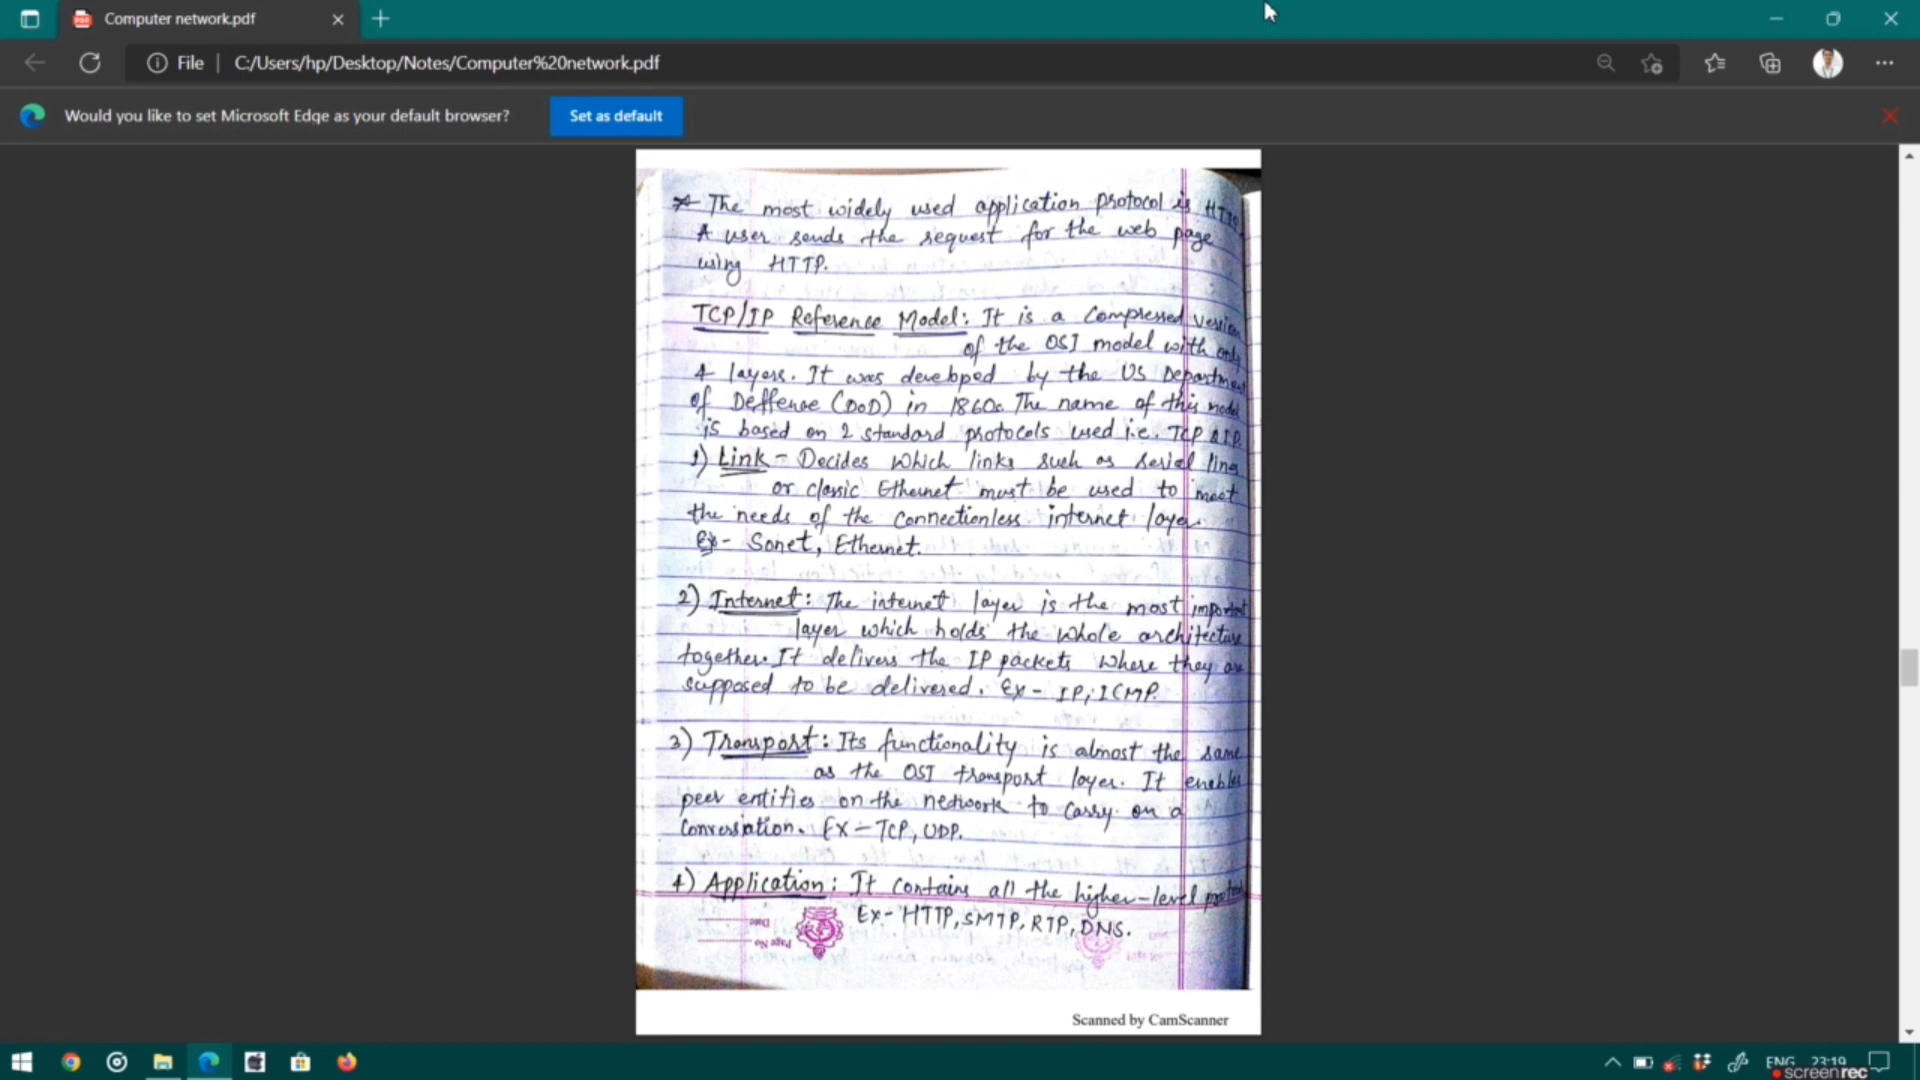 Computer network.pdf
File
C:/Users/hp/Desktop/Notes/Computer%20network.pdf
Would you like to set Microsoft Edge as your default browser?
Set as default
* The most widely used application protocol is HTTP.
A user sends the request for the web page
using HTTP.
TCP/IP Reference Model: It is a Compressed version
of the OSI model with only
4 layers. It was developed by the US Department
of Deffense (DOD) in 1860s. The name of this model
is based on 2 standard protocols used i.e. TCP & IP.
1) Link - Decides which links such as serial line
or classic Ethernet must be used to meet
the needs of the connectionless internet layer.
Ex- Sonet, Ethernet.
2) Internet: The internet layer is the most important
layer which holds the whole architecture
together. It delivers the IP packets where they are
supposed to be delivered. Ex - IP, ICMP.
3) Transport: Its functionality is almost the same
as the OSI transport layer. It enables
peer entities on the network to carry on a
Conversation. Ex - TCP, UDP.
4) Application: It contains all the higher-level
Ex- HTTP, SMTP, RTP, DNS.
Date
Page No
Scanned by CamScanner
ENG
23:19
screenrec